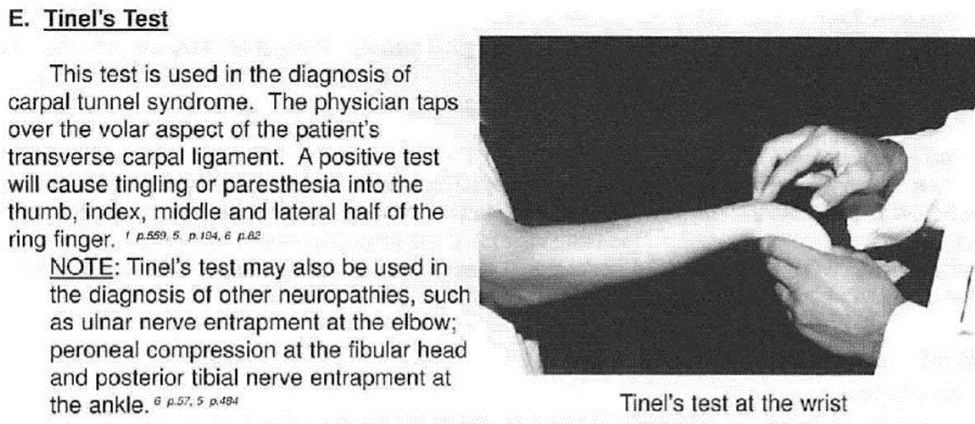 E. Tinel's Test
This test is used in the diagnosis of
carpal tunnel syndrome. The physician taps
over the volar aspect of the patient's
transverse carpal ligament. A positive test
will cause tingling or paresthesia into the
thumb, index, middle and lateral half of the
ring finger. 1 p.559, 5 p.194, 6 p.82
NOTE: Tinel's test may also be used in
the diagnosis of other neuropathies, such
as ulnar nerve entrapment at the elbow;
peroneal compression at the fibular head
and posterior tibial nerve entrapment at
the ankle. 6 p.57, 5 p.484
Tinel's test at the wrist